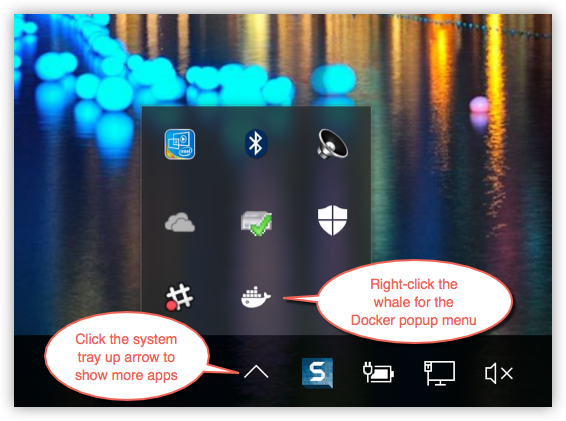 Right-click the
whale for the
Docker popup menu
Click the system
tray up arrow to
show more apps